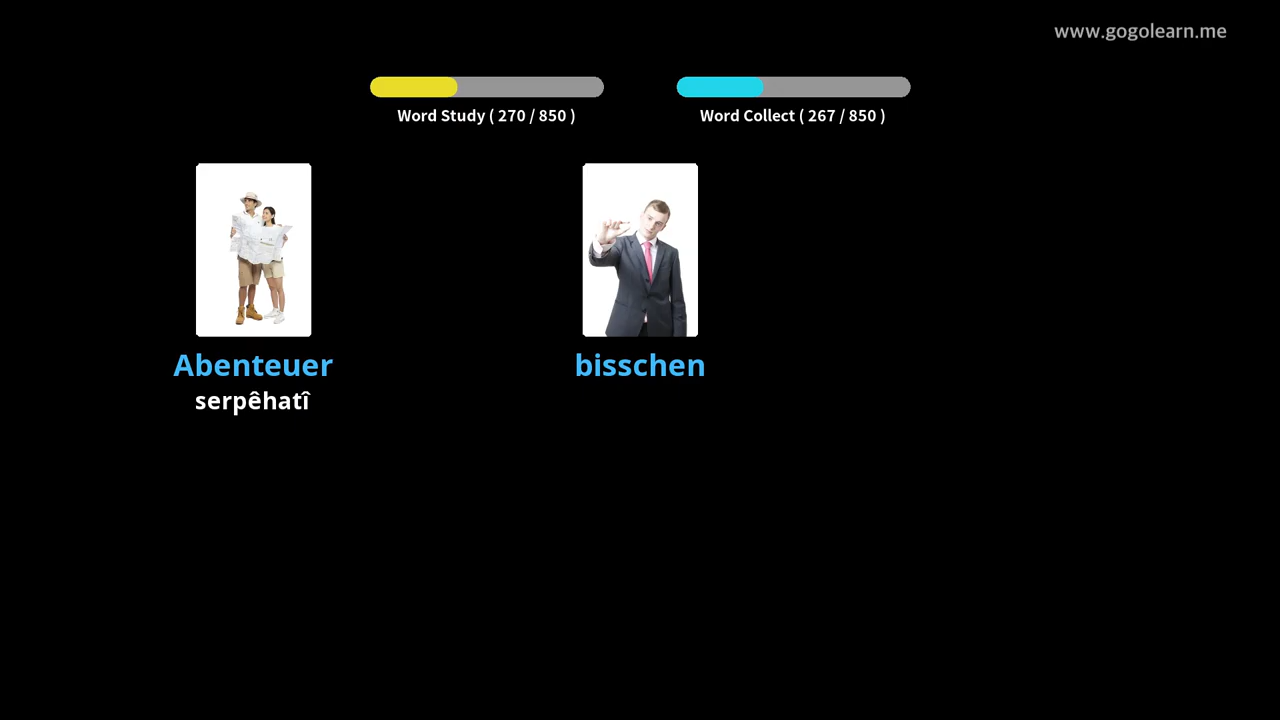 www.gogolearn.me
Word Study ( 270 / 850 )
Word Collect ( 267 / 850 )
Abenteuer
serpêhatî
bisschen